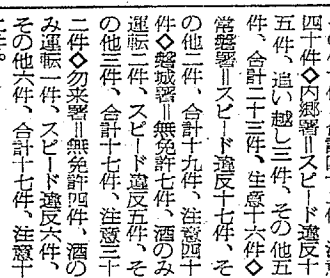 四十件◇内郷署＝スピード違反十
五件、追い越し三件、その他五
件、合計二十三件、注意十六件◇
常磐署＝スピード違反十七件、そ
の他二件、合計十九件、注意四十
件◇磐城署＝無免許七件、酒のみ
運転二件、スピード違反五件、そ
の他三件、合計十七件、注意三十
二件◇勿来署＝無免許四件、酒の
み運転一件、スピード違反六件、
その他六件、合計十七件、注意十
二件。